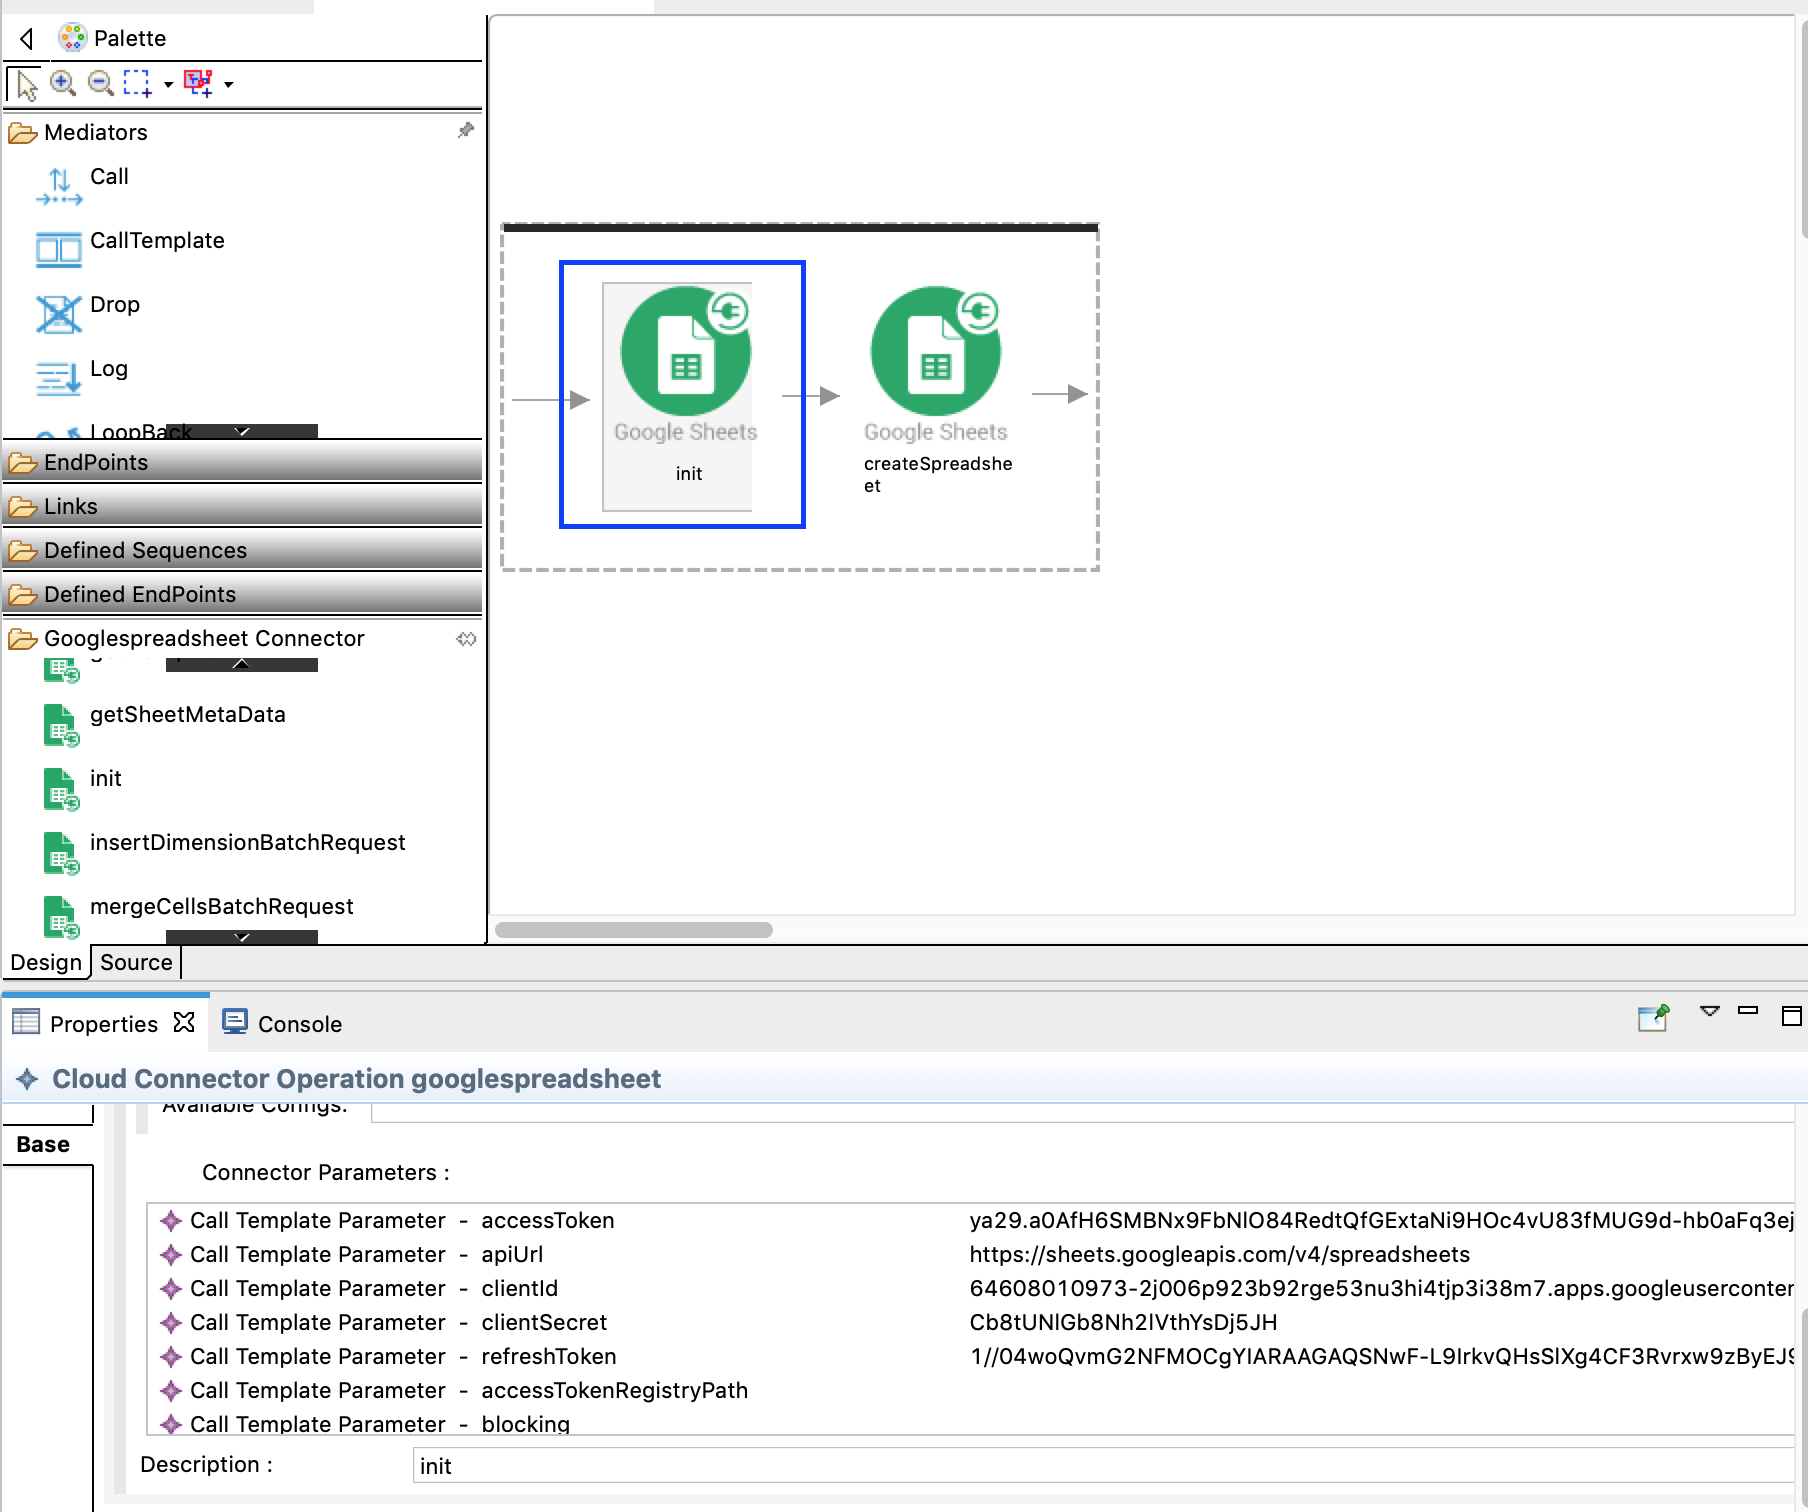 Palette
Mediators
Call
CallTemplate
Drop
Log
LoopBack
EndPoints
Links
Defined Sequences
Defined EndPoints
Googlespreadsheet Connector
getSheetMetaData
init
insertDimensionBatchRequest
mergeCellsBatchRequest
Google Sheets
init
Google Sheets
createSpreadshe
et
Design Source
Properties Console
Cloud Connector Operation googlespreadsheet
Available Configs:
Base
Connector Parameters :
Call Template Parameter - accessToken ya29.a0AfH6SMBNx9FbNlO84RedtQfGExtaNi9HOc4vU83fMUG9d-hb0aFq3ej
Call Template Parameter - apiUrl https://sheets.googleapis.com/v4/spreadsheets
Call Template Parameter - clientId 64608010973-2j006p923b92rge53nu3hi4tjp3i38m7.apps.googleuserconter
Call Template Parameter - clientSecret Cb8tUNlGb8Nh2lVthYsDj5JH
Call Template Parameter - refreshToken 1//04woQvmG2NFMOCgYIARAAGAQSNwF-L9IrkvQHsSlXg4CF3Rvrxw9zByEJ9
Call Template Parameter - accessTokenRegistryPath
Call Template Parameter - blocking
Description : init